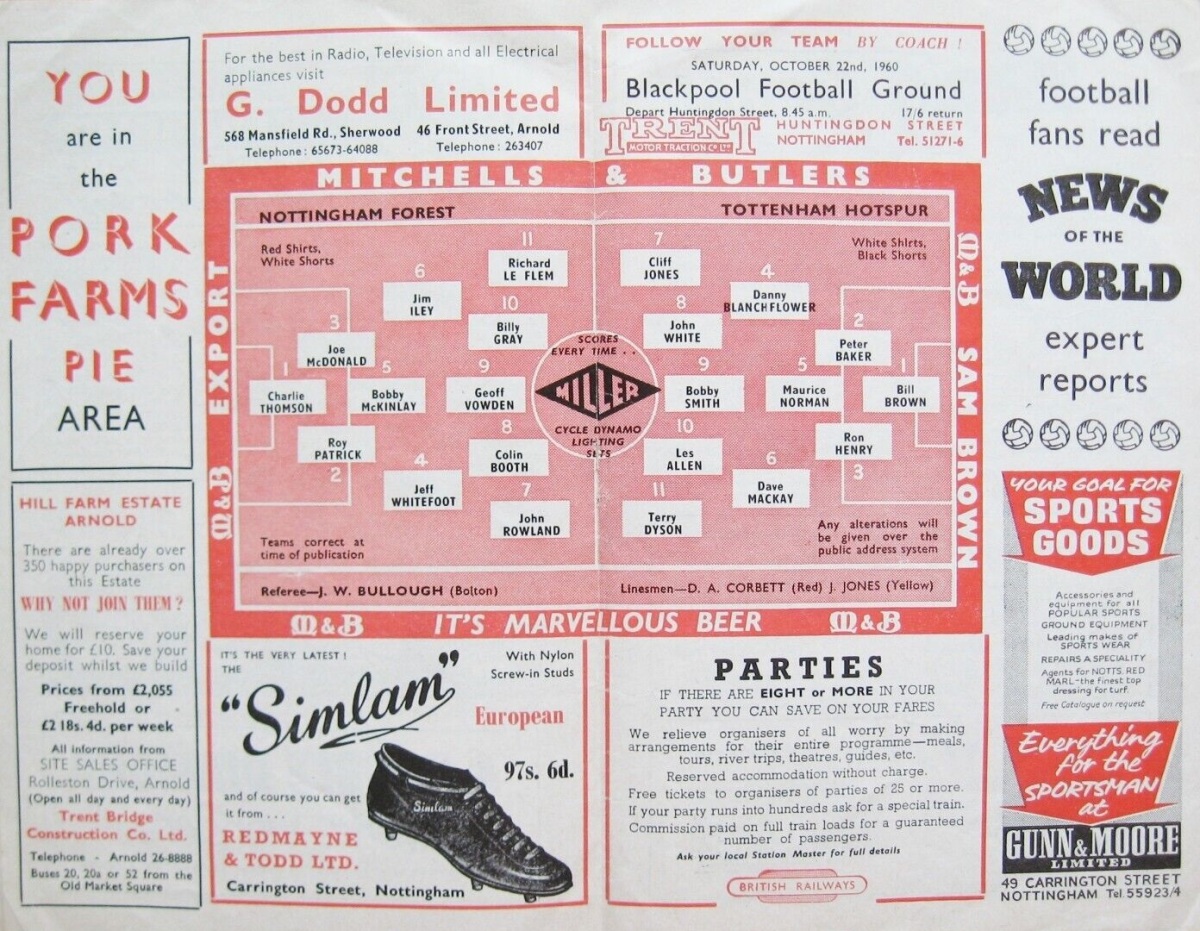 YOU
are in
the
PORK
FARMS
PIE
AREA
HILL FARM ESTATE
ARNOLD
There are already over
350 happy purchasers on
this Estate
WHY NOT JOIN THEM ?
We will reserve your
home for £10. Save your
deposit whilst we build
Prices from £2,055
Freehold or
£2 18s. 4d. per week
All information from
SITE SALES OFFICE
Rolleston Drive, Arnold
(Open all day and every day)
Trent Bridge
Construction Co. Ltd.
Telephone - Arnold 26-8888
Buses 20, 20a or 52 from the
Old Market Square
For the best in Radio, Television and all Electrical
appliances visit
G. Dodd Limited
568 Mansfield Rd., Sherwood 46 Front Street, Arnold
Telephone: 65673-64088 Telephone: 263407
FOLLOW YOUR TEAM BY COACH !
SATURDAY, OCTOBER 22nd, 1960
Blackpool Football Ground
Depart Huntingdon Street, 8.45 a.m. 17/6 return
TRENT
MOTOR TRACTION CO LTD
HUNTINGDON STREET
NOTTINGHAM Tel. 51271-6
MITCHELLS & BUTLERS
M&B EXPORT
M&B SAM BROWN
NOTTINGHAM FOREST
TOTTENHAM HOTSPUR
Red Shirts,
White Shorts
White Shirts,
Black Shorts
11
Richard
LE FLEM
7
Cliff
JONES
6
Jim
ILEY
4
Danny
BLANCHFLOWER
10
Billy
GRAY
8
John
WHITE
3
Joe
McDONALD
2
Peter
BAKER
1
Charlie
THOMSON
5
Bobby
McKINLAY
9
Geoff
VOWDEN
SCORES
EVERY TIME . .
MILLER
CYCLE DYNAMO
LIGHTING
SETS
9
Bobby
SMITH
5
Maurice
NORMAN
1
Bill
BROWN
Roy
PATRICK
2
8
Colin
BOOTH
10
Les
ALLEN
Ron
HENRY
3
4
Jeff
WHITEFOOT
6
Dave
MACKAY
7
John
ROWLAND
11
Terry
DYSON
Teams correct at
time of publication
Any alterations will
be given over the
public address system
Referee—J. W. BULLOUGH (Bolton)
Linesmen—D. A. CORBETT (Red) J. JONES (Yellow)
M&B IT'S MARVELLOUS BEER M&B
IT'S THE VERY LATEST !
THE
"Simlam"
With Nylon
Screw-in Studs
European
97s. 6d.
Simlam
and of course you can get
it from . . .
REDMAYNE
& TODD LTD.
Carrington Street, Nottingham
PARTIES
IF THERE ARE EIGHT or MORE IN YOUR
PARTY YOU CAN SAVE ON YOUR FARES
We relieve organisers of all worry by making
arrangements for their entire programme—meals,
tours, river trips, theatres, guides, etc.
Reserved accommodation without charge.
Free tickets to organisers of parties of 25 or more.
If your party runs into hundreds ask for a special train.
Commission paid on full train loads for a guaranteed
number of passengers.
Ask your local Station Master for full details
BRITISH RAILWAYS
football
fans read
NEWS
OF THE
WORLD
expert
reports
YOUR GOAL FOR
SPORTS
GOODS
Accessories and
equipment for all
POPULAR SPORTS
GROUND EQUIPMENT
Leading makes of
SPORTS WEAR
REPAIRS A SPECIALITY
Agents for NOTTS. RED
MARL-the finest top
dressing for turf.
Free Catalogue on request
Everything
for the
SPORTSMAN
at
GUNN & MOORE
LIMITED
49 CARRINGTON STREET
NOTTINGHAM Tel. 55923/4